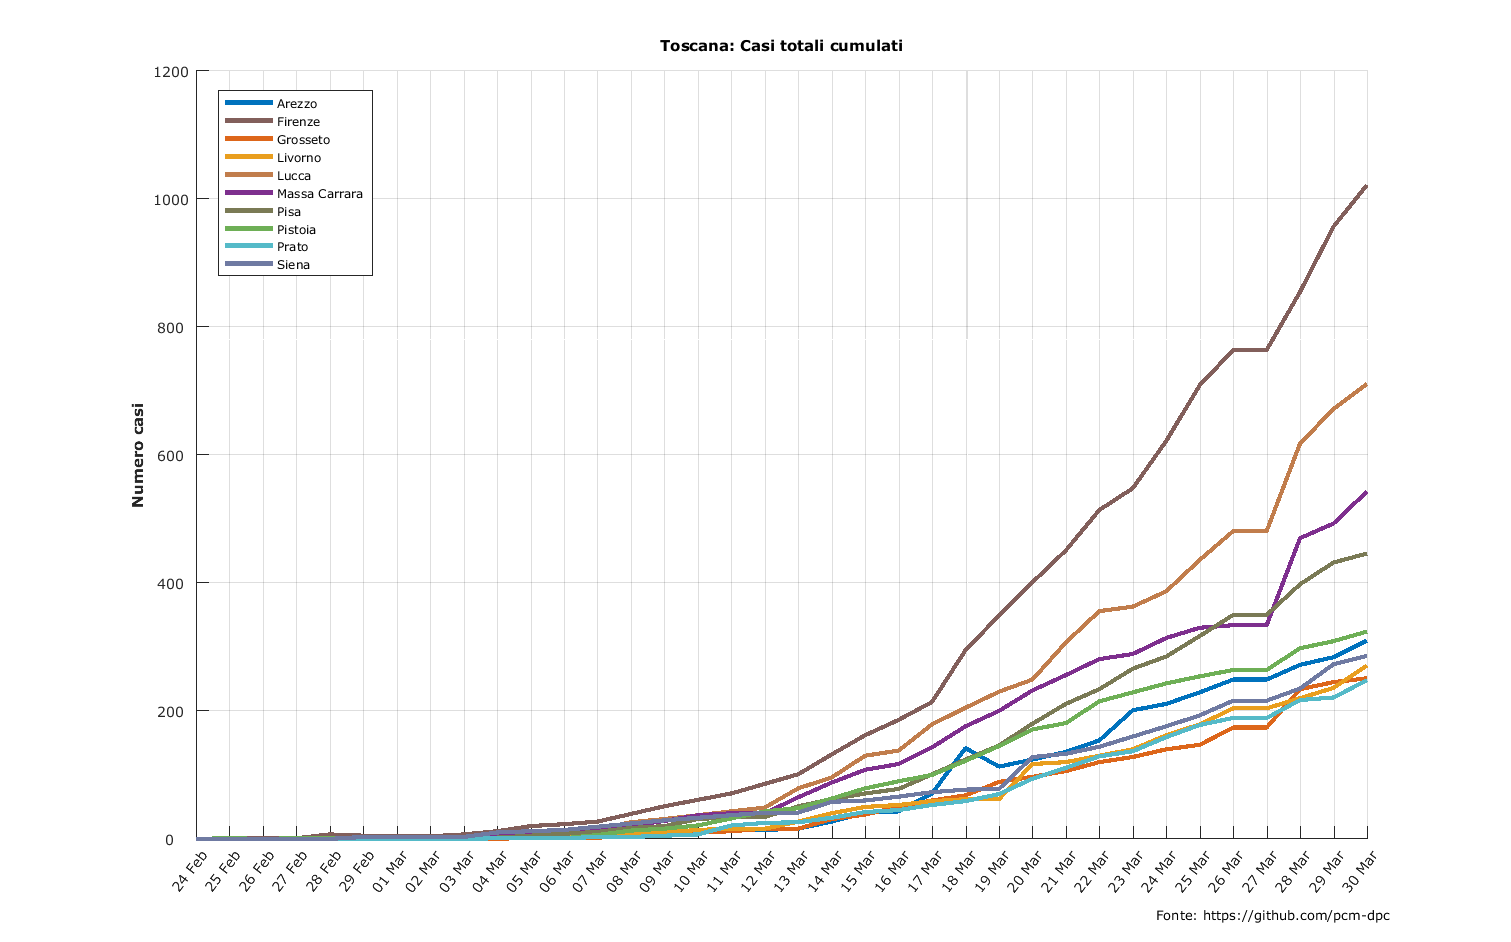 Toscana: Casi totali cumulati
1200
1000
800
600
400
200
0
Numero casi
Arezzo
Firenze
Grosseto
Livorno
Lucca
Massa Carrara
Pisa
Pistoia
Prato
Siena
24 Feb
25 Feb
26 Feb
27 Feb
28 Feb
29 Feb
01 Mar
02 Mar
03 Mar
04 Mar
05 Mar
06 Mar
07 Mar
08 Mar
09 Mar
10 Mar
11 Mar
12 Mar
13 Mar
14 Mar
15 Mar
16 Mar
17 Mar
18 Mar
19 Mar
20 Mar
21 Mar
22 Mar
23 Mar
24 Mar
25 Mar
26 Mar
27 Mar
28 Mar
29 Mar
30 Mar
Fonte: https://github.com/pcm-dpc